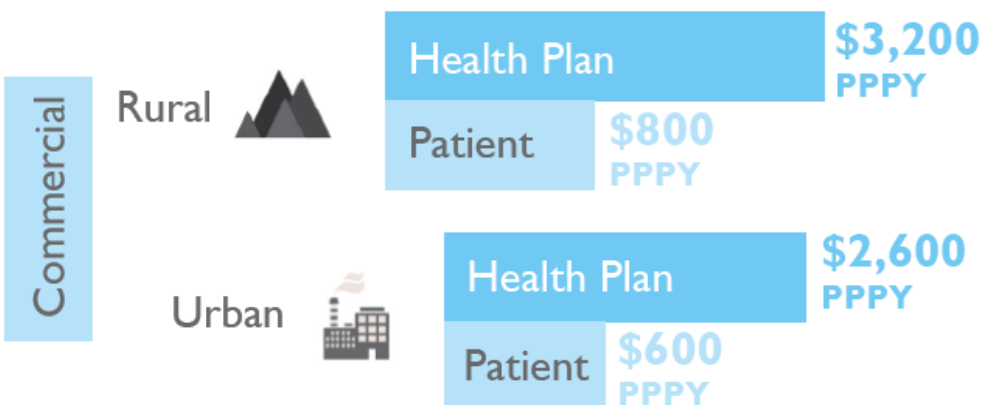 Commercial
Rural
Health Plan
$3,200
PPPY
Patient
$800
PPPY
Urban
Health Plan
$2,600
PPPY
Patient
$600
PPPY